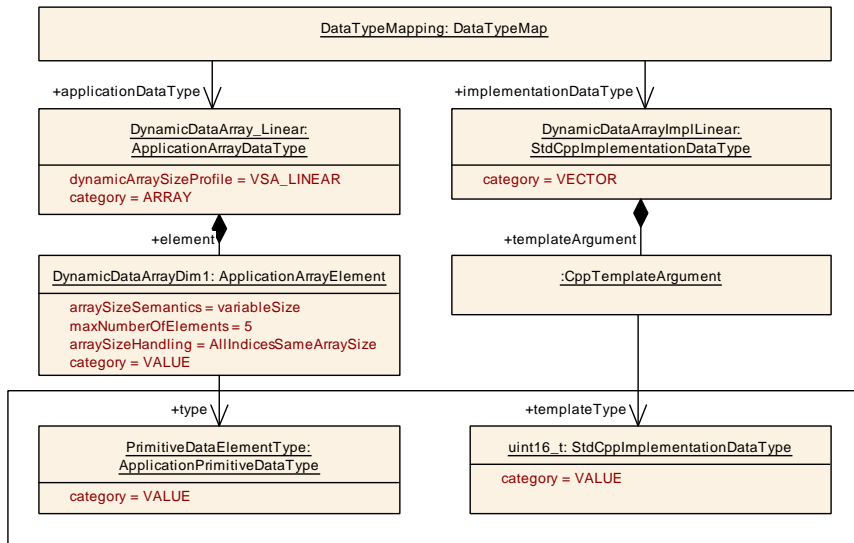 DataTypeMapping: DataTypeMap
+applicationDataType
+implementationDataType
DynamicDataArray_Linear:
ApplicationArrayDataType
dynamicArraySizeProfile = VSA_LINEAR
category = ARRAY
DynamicDataArrayImplLinear:
StdCppImplementationDataType
category = VECTOR
+element
+templateArgument
DynamicDataArrayDim1: ApplicationArrayElement
arraySizeSemantics = variableSize
maxNumberOfElements = 5
arraySizeHandling = AllIndicesSameArraySize
category = VALUE
:CppTemplateArgument
+type
+templateType
PrimitiveDataElementType:
ApplicationPrimitiveDataType
category = VALUE
uint16_t: StdCppImplementationDataType
category = VALUE